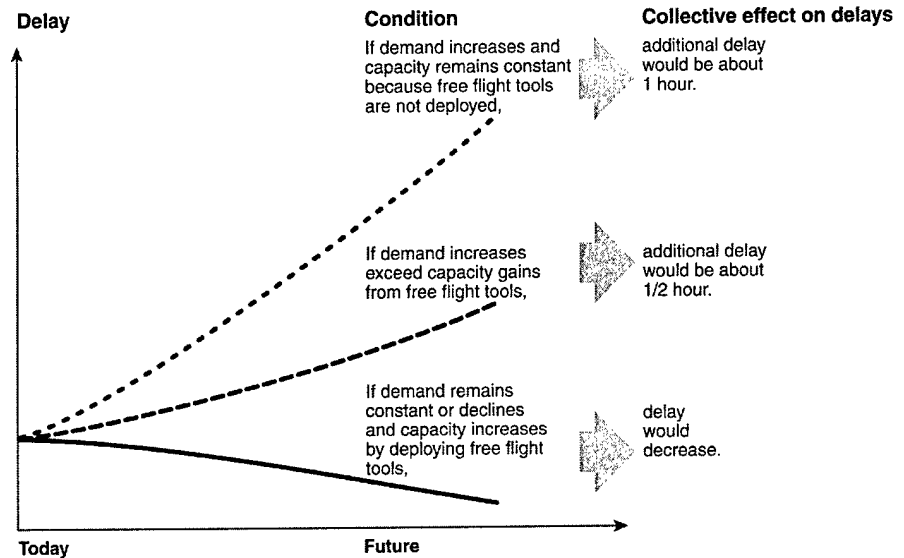 Delay
Condition
Collective effect on delays
If demand increases and
capacity remains constant
because free flight tools
are not deployed,
additional delay
would be about
1 hour.
If demand increases
exceed capacity gains
from free flight tools,
additional delay
would be about
1/2 hour.
If demand remains
constant or declines
and capacity increases
by deploying free flight
tools,
delay
would
decrease.
Today
Future